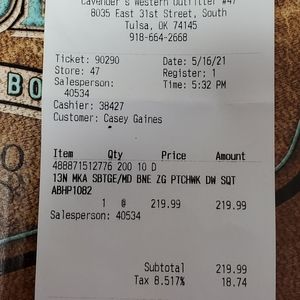 Cavender's Western Outfitter #47
8035 East 31st Street, South
Tulsa, OK 74145
918-664-2668
Ticket: 90290 Date: 5/16/21
Store: 47 Register: 1
Salesperson: Time: 5:32 PM
40534
Cashier: 38427
Customer: Casey Gaines
Item Qty Price Amount
488871512776 200 10 D
13N MKA SBTGE/MD BNE ZG PTCHWK DW SQT
ABHP1082
1 @ 219.99 219.99
Salesperson: 40534
Subtotal 219.99
Tax 8.517% 18.74
BO